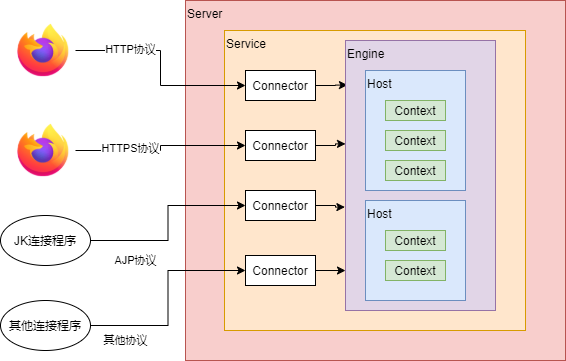 Server
Service
Engine
HTTP协议
Connector
Host
Context
Context
Context
HTTPS协议
Connector
JK连接程序
AJP协议
Connector
Host
Context
Context
其他连接程序
其他协议
Connector